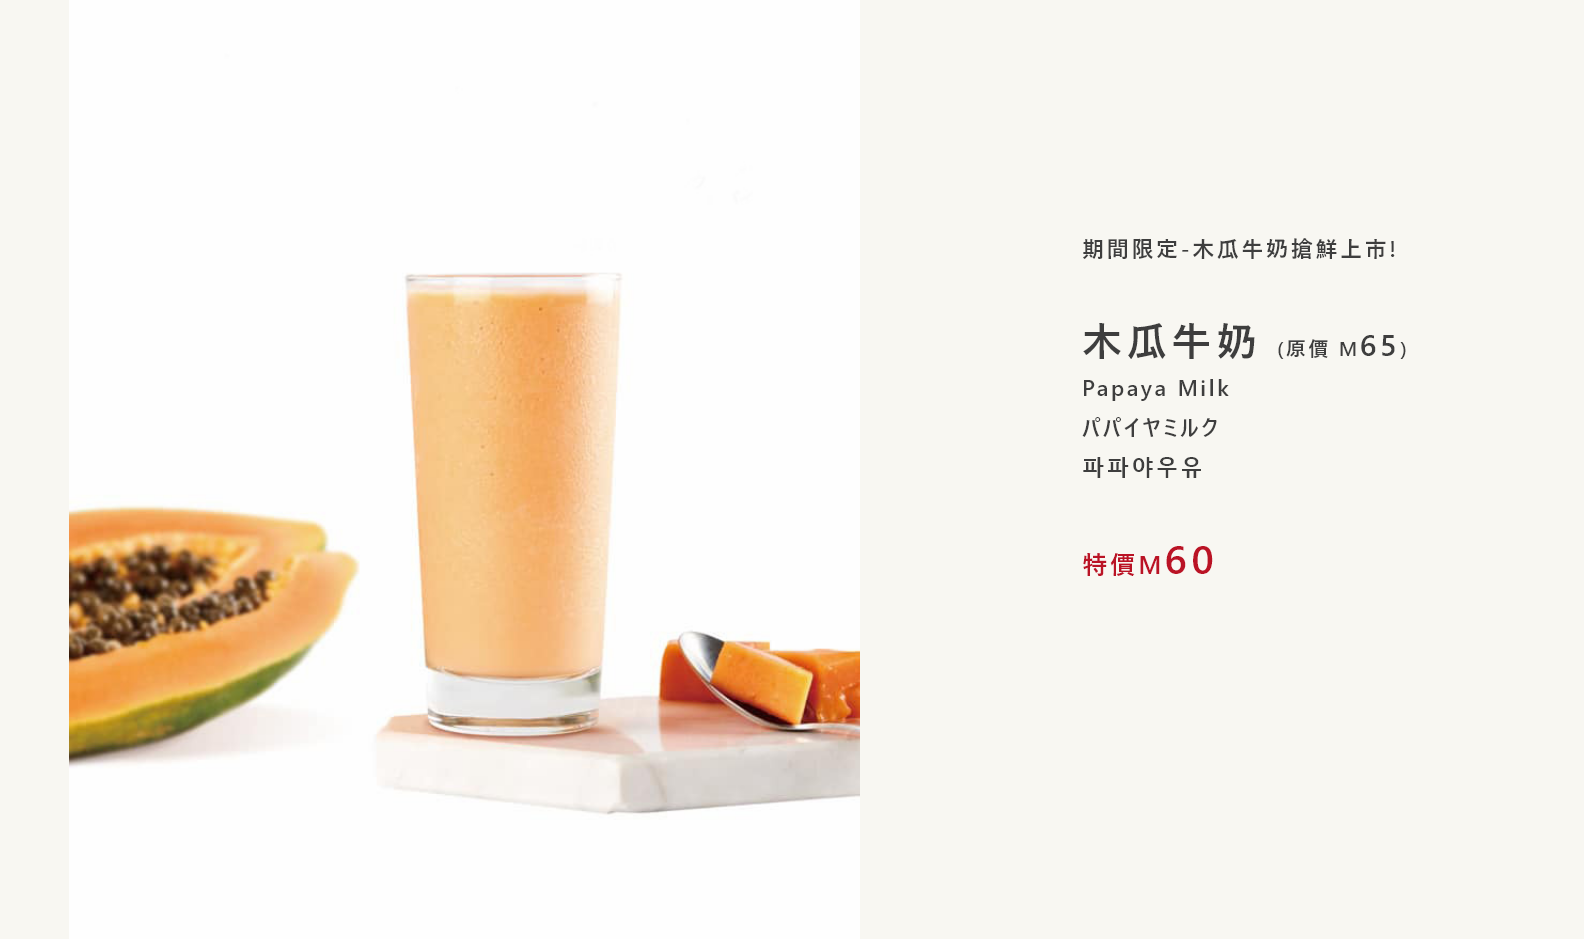 期間限定-木瓜牛奶搶鮮上市!
木瓜牛奶 (原價 M65)
Papaya Milk
パパイヤミルク
파파야우유
特價M60